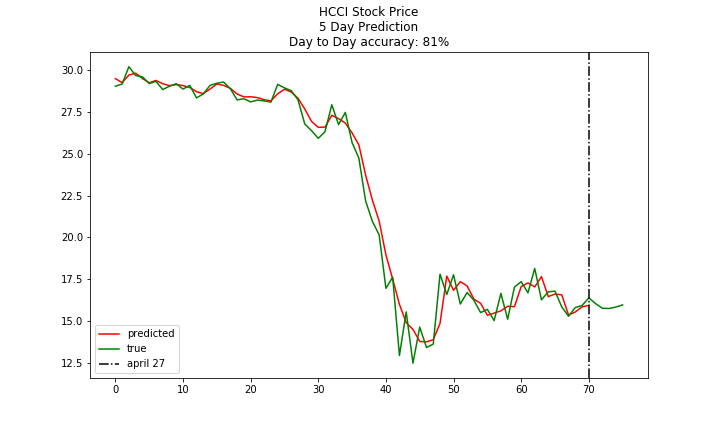 HCCI Stock Price
5 Day Prediction
Day to Day accuracy: 81%
30.0
27.5
25.0
22.5
20.0
17.5
15.0
12.5
predicted
true
april 27
0
10
20
30
40
50
60
70